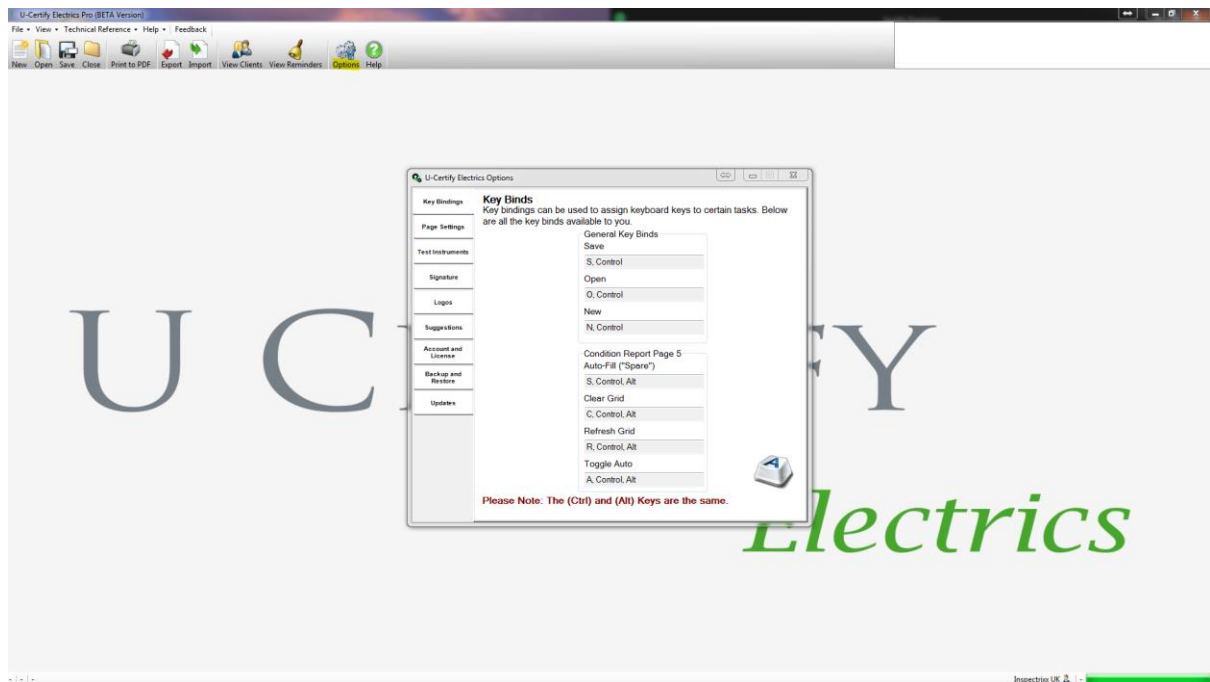 U-Certify Electrics Pro (BETA Version)
File View Technical Reference Help Feedback
New Open Save Close Print to PDF Export Import View Clients View Reminders Options Help
U-Certify Electrics Options
Key Bindings
Page Settings
Test Instruments
Signature
Logos
Suggestions
Account and
License
Backup and
Restore
Updates
Key Binds
Key bindings can be used to assign keyboard keys to certain tasks. Below
are all the key binds available to you.
General Key Binds
Save
S, Control
Open
O, Control
New
N, Control
Condition Report Page 5
Auto-Fill ("Spare")
S, Control, Alt
Clear Grid
C, Control, Alt
Refresh Grid
R, Control, Alt
Toggle Auto
A, Control, Alt
A
Please Note: The (Ctrl) and (Alt) Keys are the same.
U C Y
Electrics
- | - | -
Inspectrixx UK | -